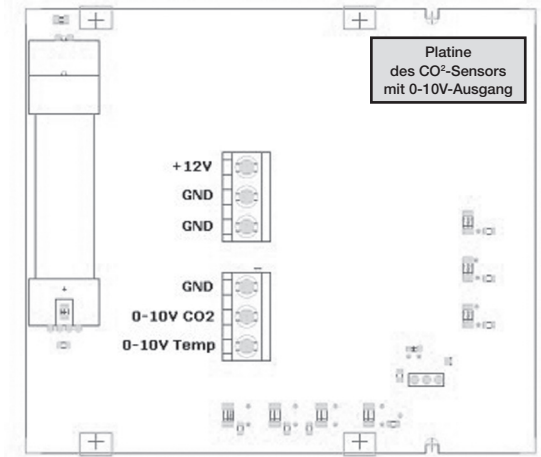 Platine
des CO²-Sensors
mit 0-10V-Ausgang
+12V
GND
GND
GND
0-10V CO2
0-10V Temp